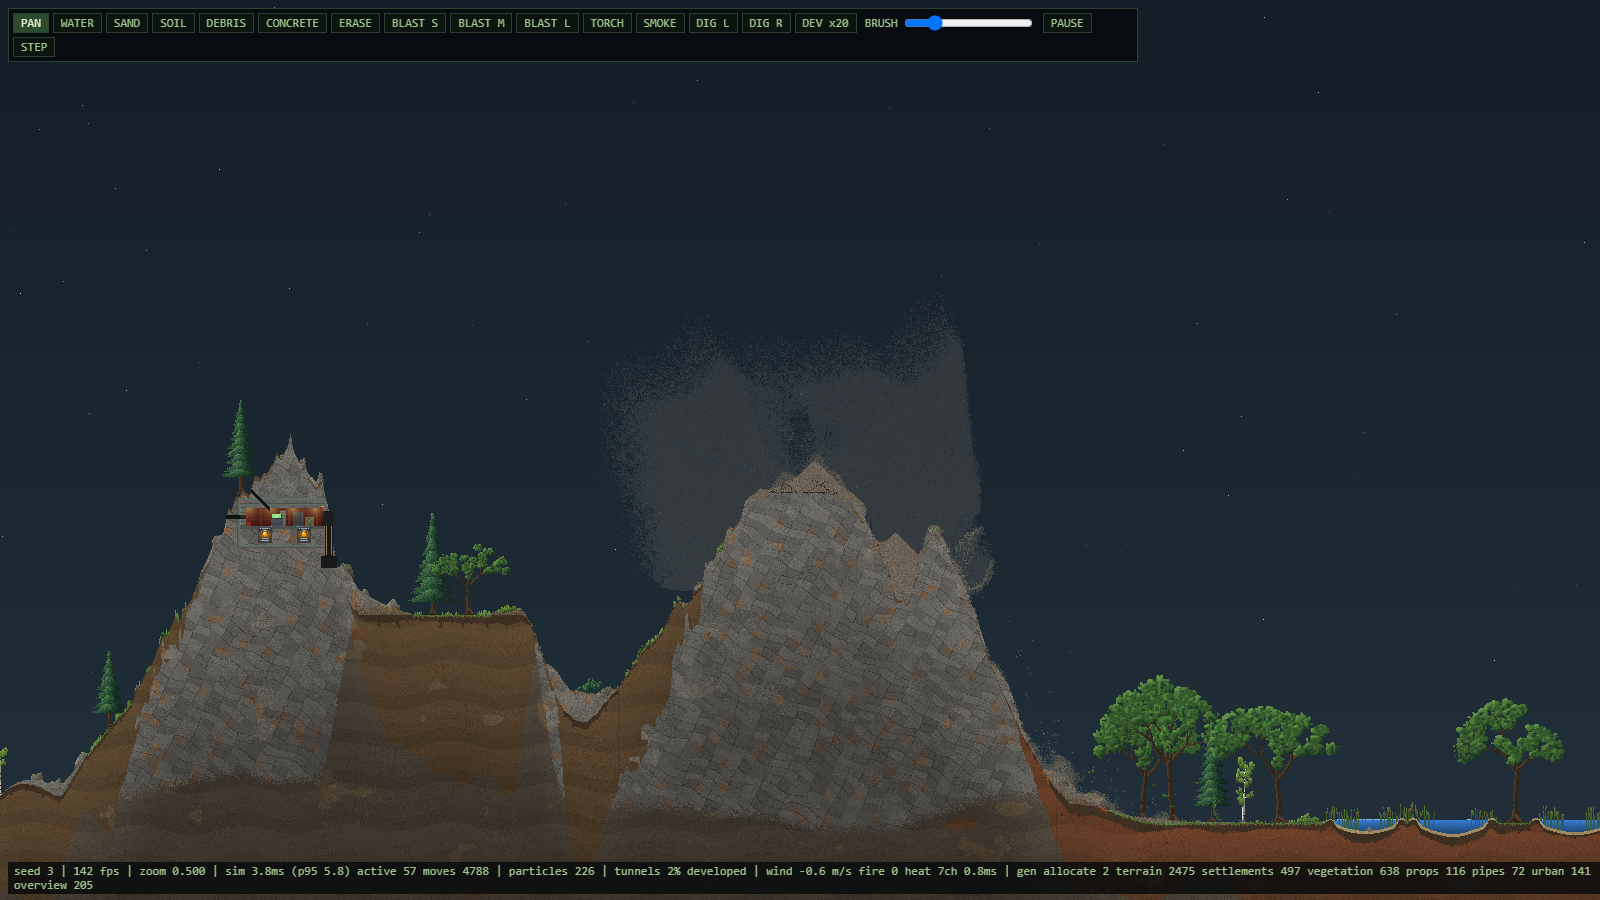 PAN WATER SAND SOIL DEBRIS CONCRETE ERASE BLAST S BLAST M BLAST L TORCH SMOKE DIG L DIG R DEV x20 BRUSH PAUSE
STEP
seed 3 | 142 fps | zoom 0.500 | sim 3.8ms (p95 5.8) active 57 moves 4788 | particles 226 | tunnels 2% developed | wind -0.6 m/s fire 0 heat 7ch 0.8ms | gen allocate 2 terrain 2475 settlements 497 vegetation 638 props 116 pipes 72 urban 141
overview 205